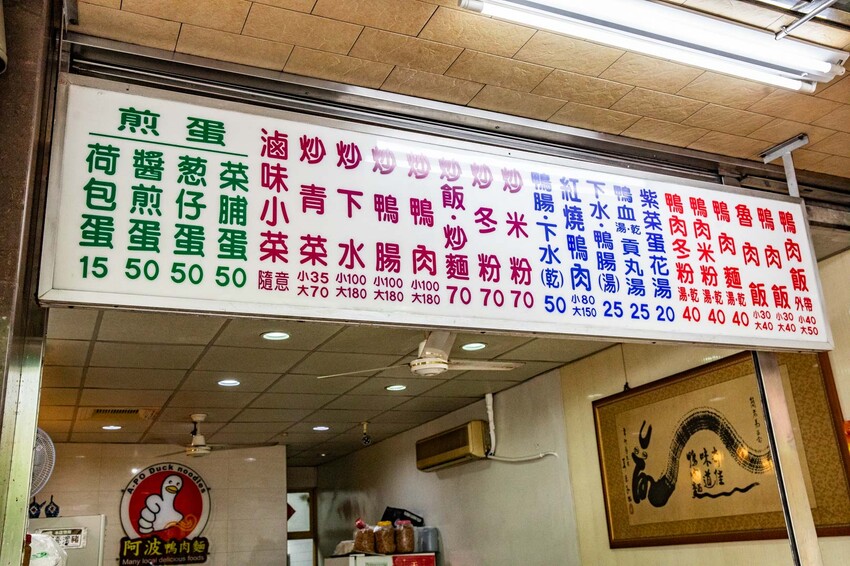 鴨肉飯 外帶 小40 大50
鴨肉飯 小30 大40
魯肉飯 小30 大40
鴨肉麵 湯·乾 40
鴨肉米粉 湯·乾 40
鴨肉冬粉 湯·乾 40
紫菜蛋花湯 20
鴨血湯·乾 貢丸湯 25
下水·鴨腸(湯) 25
紅燒鴨肉 小80 大150
鴨腸·下水(乾) 50
炒米粉 70
炒冬粉 70
炒飯·炒麵 70
炒鴨肉 小100 大180
炒鴨腸 小100 大180
炒下水 小100 大180
炒青菜 小35 大70
滷味小菜 隨意
煎蛋
菜脯蛋 50
葱仔蛋 50
醬煎蛋 50
荷包蛋 15
A-PO Duck noodles
阿波鴨肉麵
Many local delicious foods